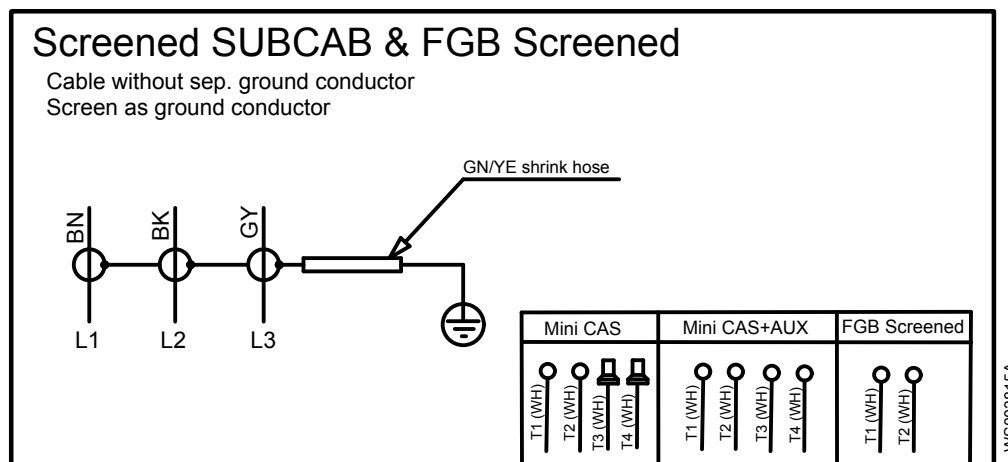 Screened SUBCAB & FGB Screened
Cable without sep. ground conductor
Screen as ground conductor
GN/YE shrink hose
BN
BK
GY
L1
L2
L3
Mini CAS
Mini CAS+AUX
FGB Screened
T1 (WH)
T2 (WH)
T3 (WH)
T4 (WH)
T1 (WH)
T2 (WH)
T3 (WH)
T4 (WH)
T1 (WH)
T2 (WH)